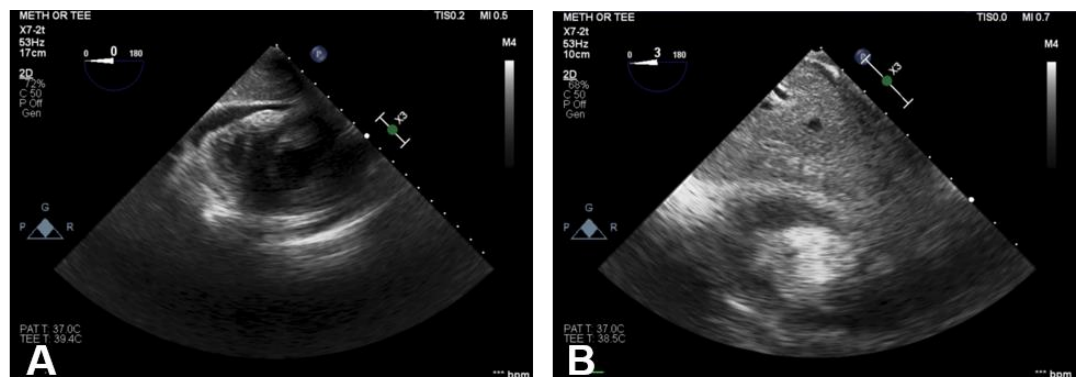 METH OR TEE
TIS0.2 MI 0.5
X7-2t
53Hz
17cm
0 0 180
M4
2D
72%
C 50
P Off
Gen
X3
P
G
P R
PAT T: 37.0C
TEE T: 39.4C
*** bpm
A
METH OR TEE
TIS0.0 MI 0.7
X7-2t
53Hz
10cm
0 3 180
M4
2D
68%
C 50
P Off
Gen
P
X3
G
P R
PAT T: 37.0C
TEE T: 38.5C
*** bpm
B